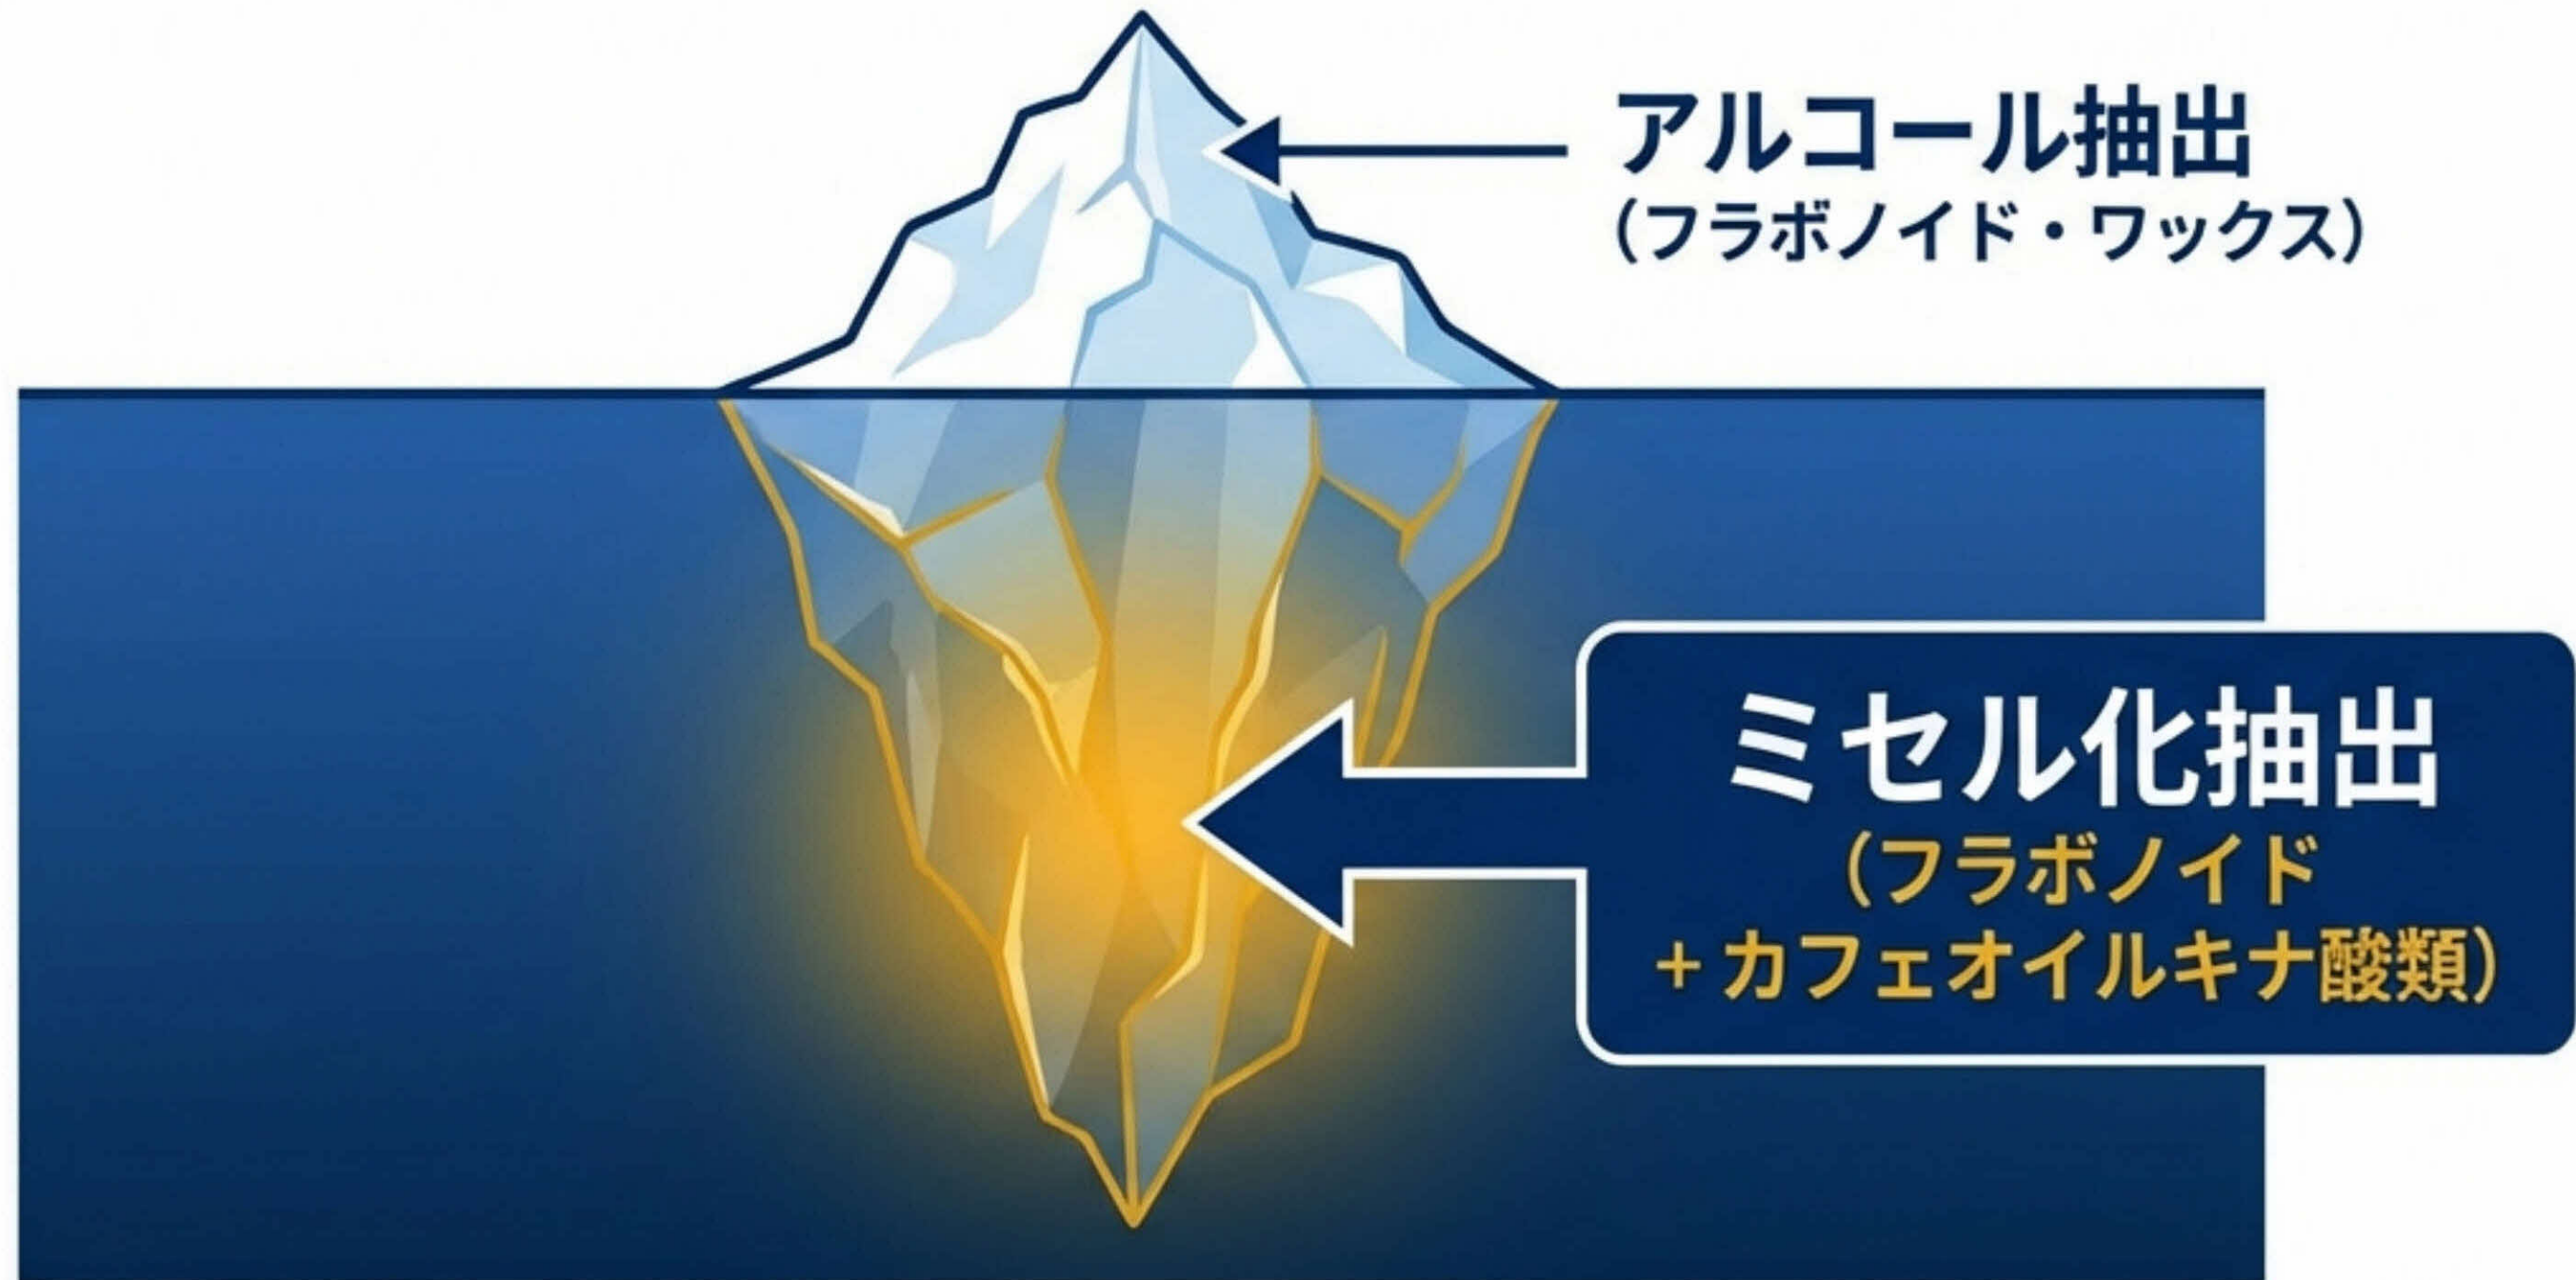 アルコール抽出
（フラボノイド・ワックス）
ミセル化抽出
（フラボノイド
+カフェオイルキナ酸類）